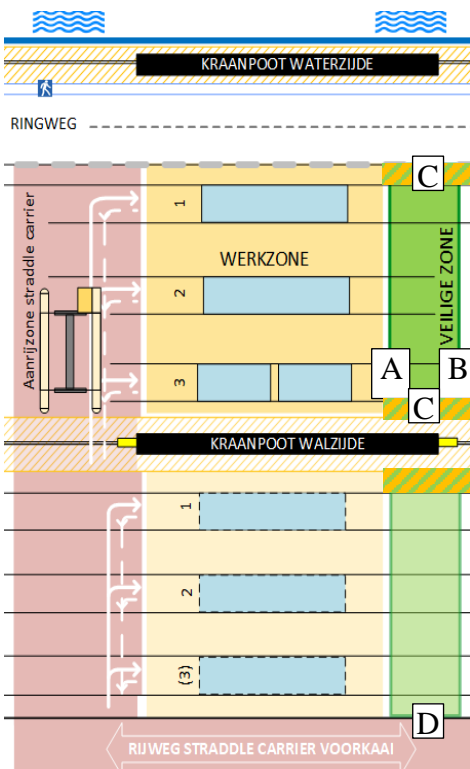 KRAANPOOT WATERZIJDE
RINGWEG
C
Aanrijzone straddle carrier
1
WERKZONE
VEILIGE ZONE
2
A
B
3
C
KRAANPOOT WALZIJDE
1
2
(3)
D
RIJWEG STRADDLE CARRIER VOORKAAI